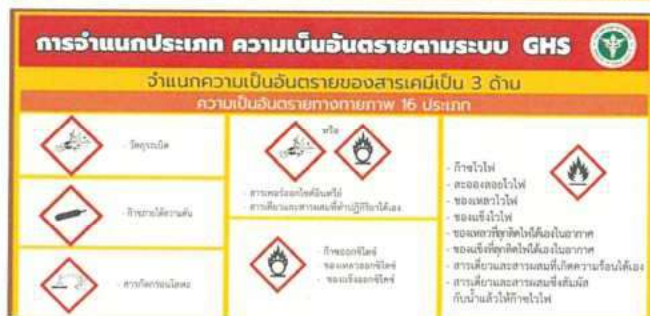 การจำแนกประเภท ความเป็นอันตรายตามระบบ GHS
จำแนกความเป็นอันตรายของสารเคมีเป็น 3 ด้าน
ความเป็นอันตรายทางกายภาพ 16 ประเภท
- วัตถุระเบิด
- ก๊าซภายใต้ความดัน
- สารกัดกร่อนโลหะ
หรือ
- สารเพอร์ออกไซด์อินทรีย์
- สารเดี่ยวและสารผสมที่ทำปฏิกิริยาได้เอง
ก๊าซออกซิไดซ์
ของเหลวออกซิไดซ์
- ของแข็งออกซิไดซ์
- ก๊าซไวไฟ
- ละอองลอยไวไฟ
- ของเหลวไวไฟ
- ของแข็งไวไฟ
- ของเหลวที่ลุกติดไฟได้เองในอากาศ
- ของแข็งที่ลุกติดไฟได้เองในอากาศ
- สารเดี่ยวและสารผสมที่เกิดความร้อนได้เอง
- สารเดี่ยวและสารผสมซึ่งสัมผัส
กับน้ำแล้วให้ก๊าซไวไฟ